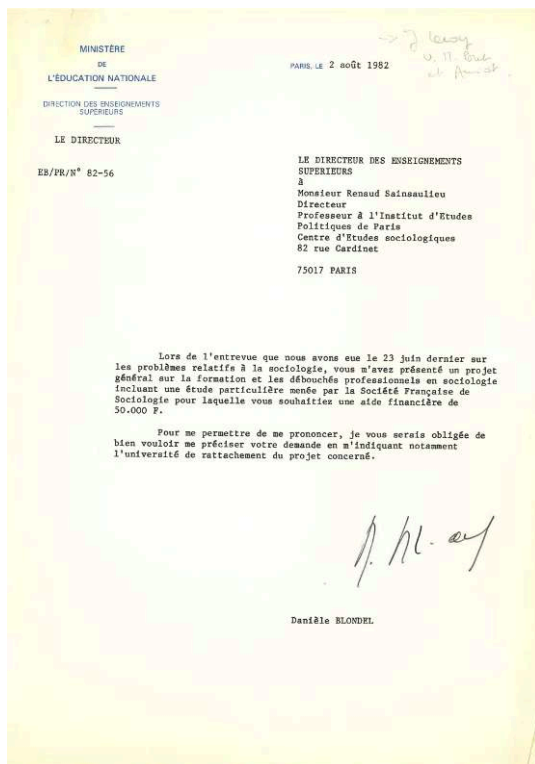 MINISTÈRE
DE
L'ÉDUCATION NATIONALE
DIRECTION DES ENSEIGNEMENTS
SUPERIEURS
LE DIRECTEUR
EB/PR/N° 82-56
PARIS, LE 2 août 1982
LE DIRECTEUR DES ENSEIGNEMENTS
SUPERIEURS
à
Monsieur Renaud Sainsaulieu
Directeur
Professeur à l'Institut d'Etudes
Politiques de Paris
Centre d'Etudes sociologiques
82 rue Cardinet
75017 PARIS
Lors de l'entrevue que nous avons eue le 23 juin dernier sur
les problèmes relatifs à la sociologie, vous m'avez présenté un projet
général sur la formation et les débouchés professionnels en sociologie
incluant une étude particulière menée par la Société Française de
Sociologie pour laquelle vous souhaitiez une aide financière de
50.000 F.
Pour me permettre de me prononcer, je vous serais obligée de
bien vouloir me préciser votre demande en m'indiquant notamment
l'université de rattachement du projet concerné.
Danièle BLONDEL